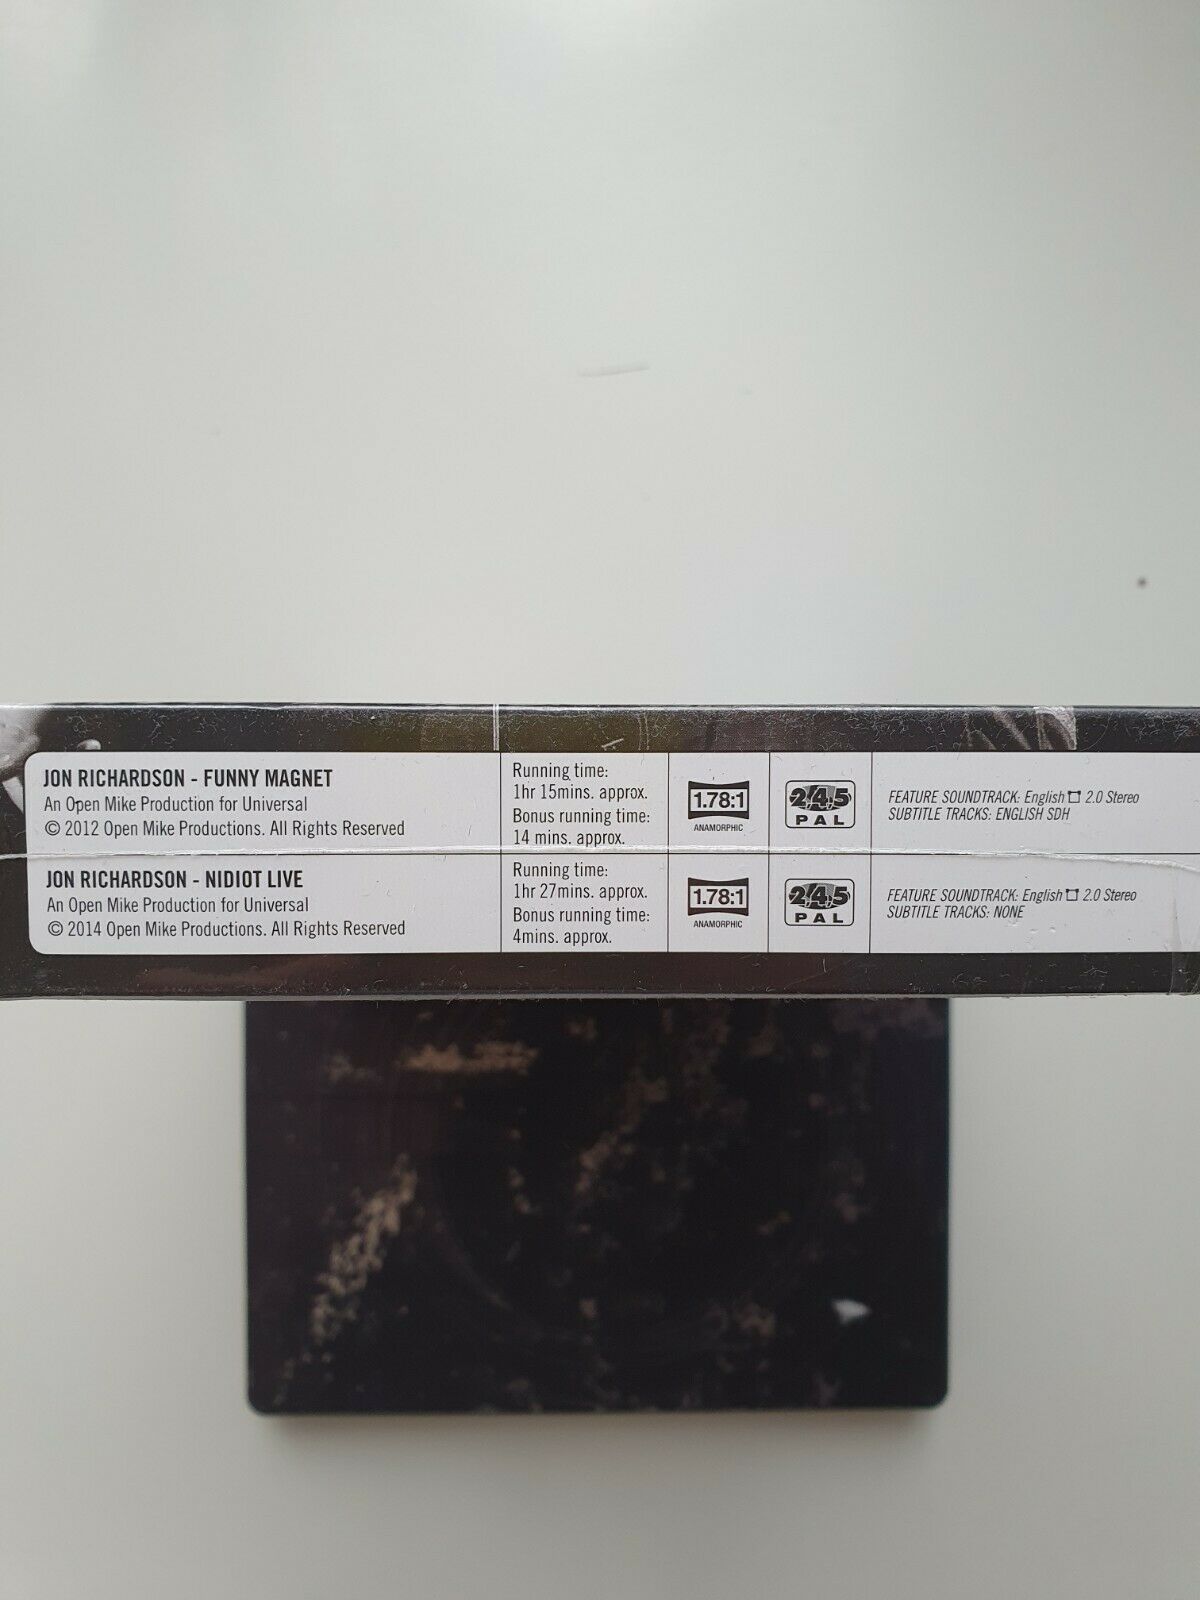 JON RICHARDSON - FUNNY MAGNET
An Open Mike Production for Universal
© 2012 Open Mike Productions. All Rights Reserved
Running time:
1hr 15mins. approx.
Bonus running time:
14 mins. approx.
1.78:1
ANAMORPHIC
2 4 5
PAL
FEATURE SOUNDTRACK: English 2.0 Stereo
SUBTITLE TRACKS: ENGLISH SDH
JON RICHARDSON - NIDIOT LIVE
An Open Mike Production for Universal
© 2014 Open Mike Productions. All Rights Reserved
Running time:
1hr 27mins. approx.
Bonus running time:
4mins. approx.
1.78:1
ANAMORPHIC
2 4 5
PAL
FEATURE SOUNDTRACK: English 2.0 Stereo
SUBTITLE TRACKS: NONE